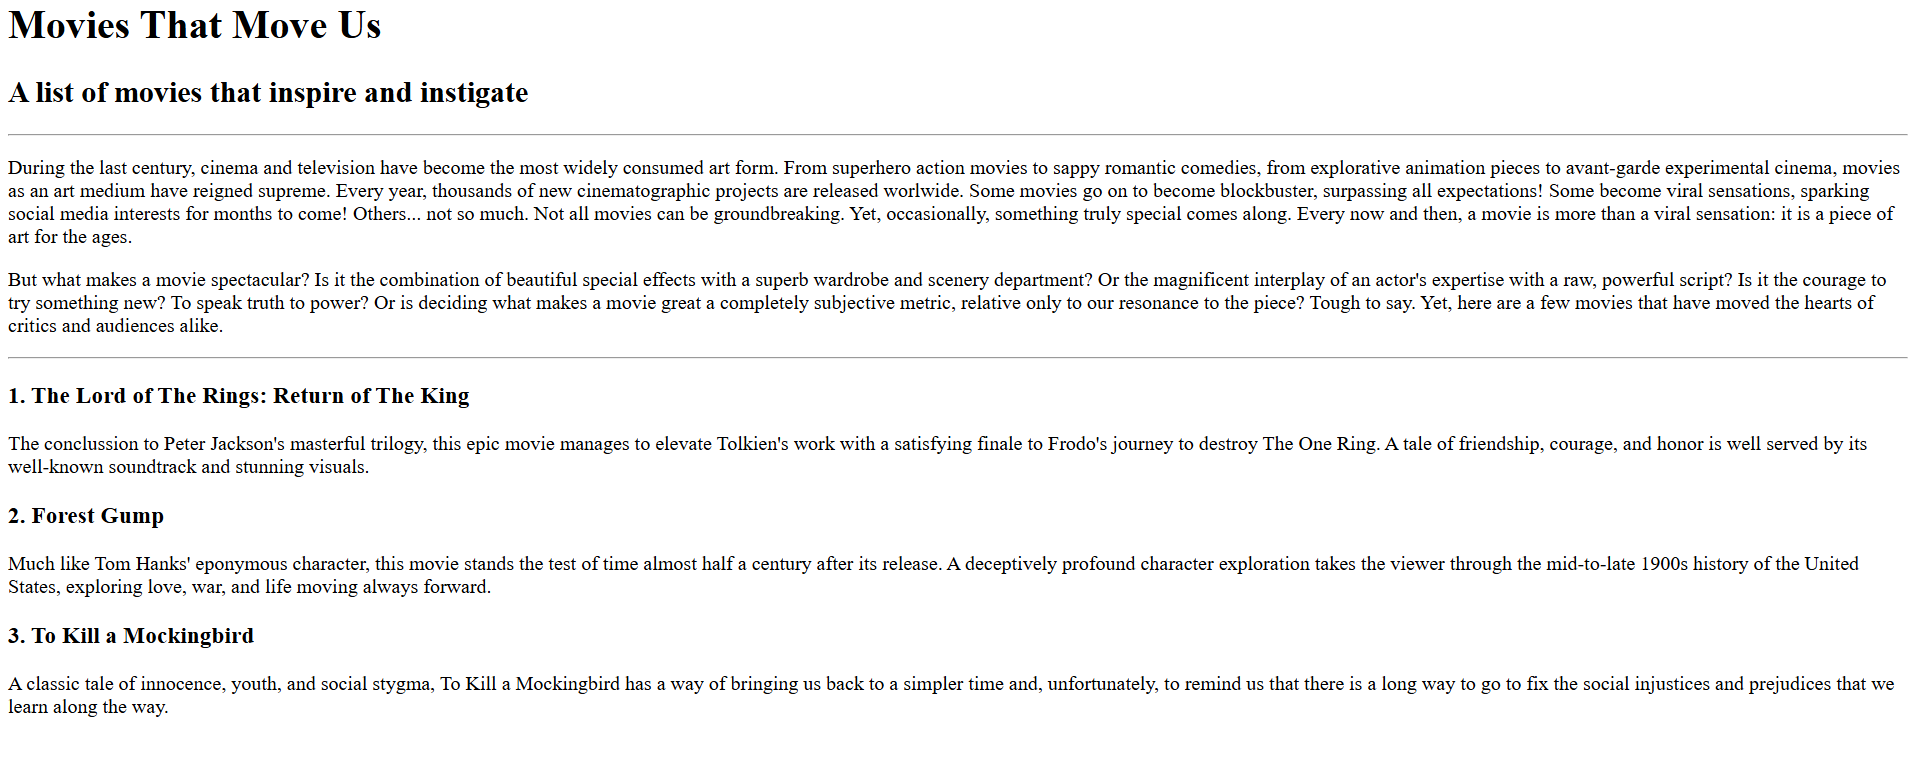 Movies That Move Us
A list of movies that inspire and instigate
During the last century, cinema and television have become the most widely consumed art form. From superhero action movies to sappy romantic comedies, from explorative animation pieces to avant-garde experimental cinema, movies
as an art medium have reigned supreme. Every year, thousands of new cinematographic projects are released worlwide. Some movies go on to become blockbuster, surpassing all expectations! Some become viral sensations, sparking
social media interests for months to come! Others... not so much. Not all movies can be groundbreaking. Yet, occasionally, something truly special comes along. Every now and then, a movie is more than a viral sensation: it is a piece of
art for the ages.
But what makes a movie spectacular? Is it the combination of beautiful special effects with a superb wardrobe and scenery department? Or the magnificent interplay of an actor's expertise with a raw, powerful script? Is it the courage to
try something new? To speak truth to power? Or is deciding what makes a movie great a completely subjective metric, relative only to our resonance to the piece? Tough to say. Yet, here are a few movies that have moved the hearts of
critics and audiences alike.
1. The Lord of The Rings: Return of The King
The conclussion to Peter Jackson's masterful trilogy, this epic movie manages to elevate Tolkien's work with a satisfying finale to Frodo's journey to destroy The One Ring. A tale of friendship, courage, and honor is well served by its
well-known soundtrack and stunning visuals.
2. Forest Gump
Much like Tom Hanks' eponymous character, this movie stands the test of time almost half a century after its release. A deceptively profound character exploration takes the viewer through the mid-to-late 1900s history of the United
States, exploring love, war, and life moving always forward.
3. To Kill a Mockingbird
A classic tale of innocence, youth, and social stygma, To Kill a Mockingbird has a way of bringing us back to a simpler time and, unfortunately, to remind us that there is a long way to go to fix the social injustices and prejudices that we
learn along the way.